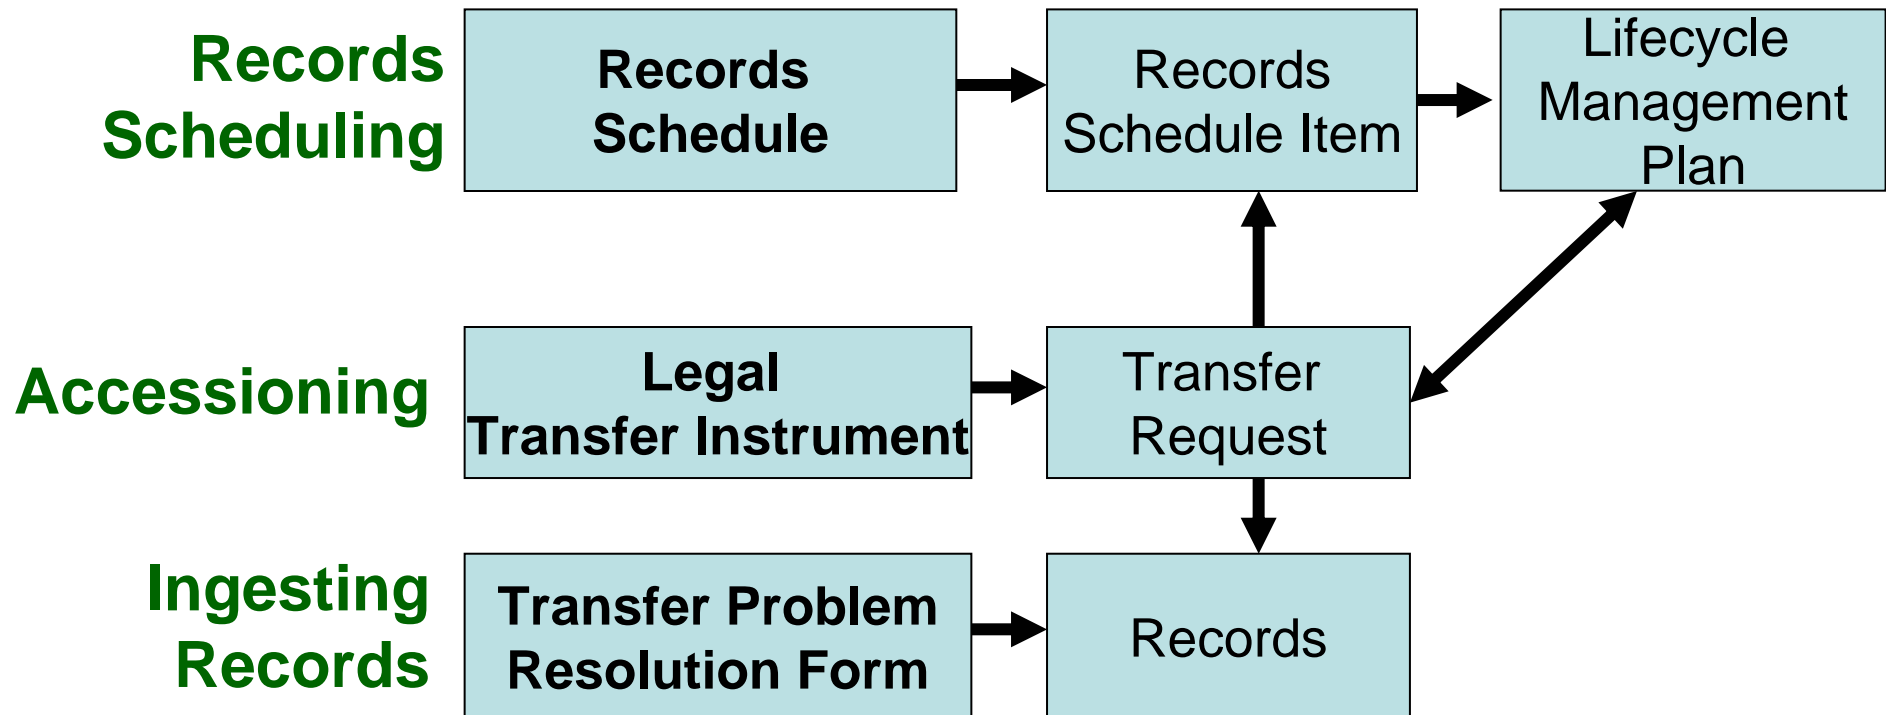 Records
Scheduling
Records
Schedule
Records
Schedule Item
Lifecycle
Management
Plan
Accessioning
Legal
Transfer Instrument
Transfer
Request
Ingesting
Records
Transfer Problem
Resolution Form
Records